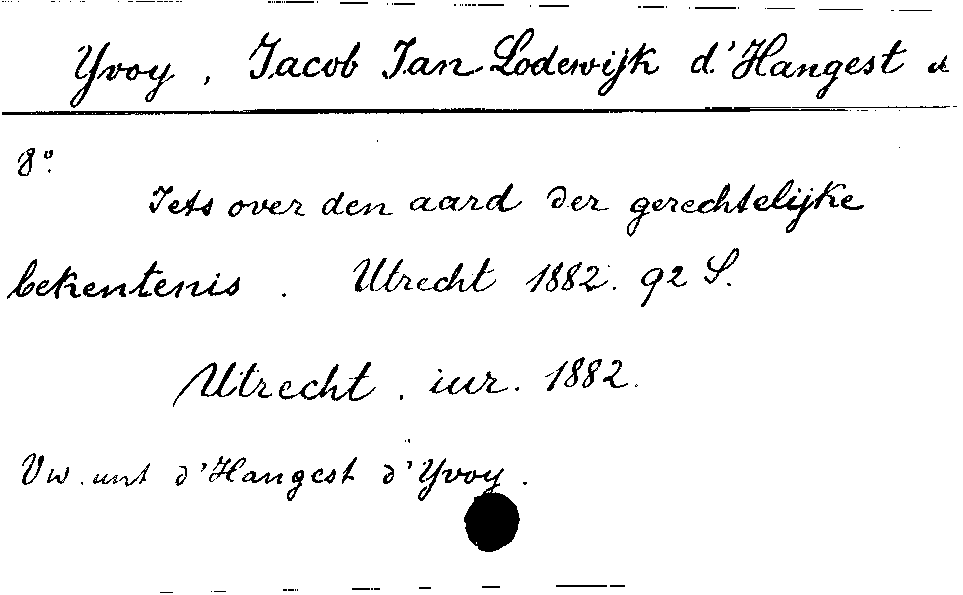 Yvoy, Jacob Jan Lodewijk d'Hangest d
8°.
Iets over den aard der gerechtelijke
bekentenis. Utrecht 1882. 92 S.
Utrecht. iur. 1882.
Vw. unt d'Hangest d'Yvoy.